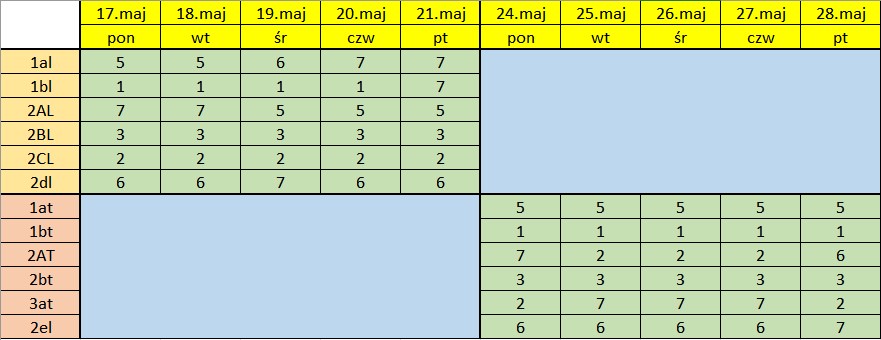 17.maj 18.maj 19.maj 20.maj 21.maj 24.maj 25.maj 26.maj 27.maj 28.maj
pon wt śr czw pt pon wt śr czw pt
1al 5 5 6 7 7
1bl 1 1 1 1 7
2AL 7 7 5 5 5
2BL 3 3 3 3 3
2CL 2 2 2 2 2
2dl 6 6 7 6 6
1at 5 5 5 5 5
1bt 1 1 1 1 1
2AT 7 2 2 2 6
2bt 3 3 3 3 3
3at 2 7 7 7 2
2el 6 6 6 6 7